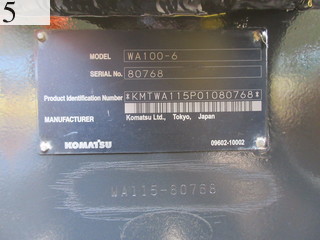 5
MODEL WA100-6
SERIAL No. 80768
Product Identification Number *KMTWA115P01080768*
MANUFACTURER Komatsu Ltd., Tokyo, Japan
KOMATSU 09602-10002
WA115-80768